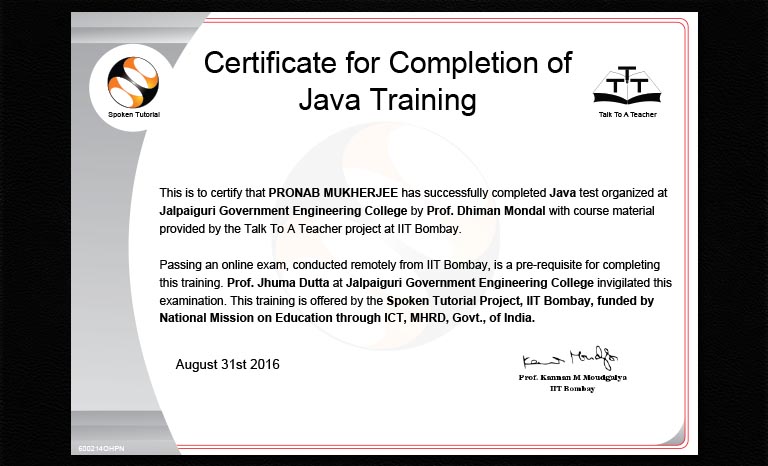 Certificate for Completion of
Java Training
Spoken Tutorial
TTT
Talk To A Teacher
This is to certify that PRONAB MUKHERJEE has successfully completed Java test organized at
Jalpaiguri Government Engineering College by Prof. Dhiman Mondal with course material
provided by the Talk To A Teacher project at IIT Bombay.
Passing an online exam, conducted remotely from IIT Bombay, is a pre-requisite for completing
this training. Prof. Jhuma Dutta at Jalpaiguri Government Engineering College invigilated this
examination. This training is offered by the Spoken Tutorial Project, IIT Bombay, funded by
National Mission on Education through ICT, MHRD, Govt., of India.
August 31st 2016
Prof. Kannan M Moudgalya
IIT Bombay